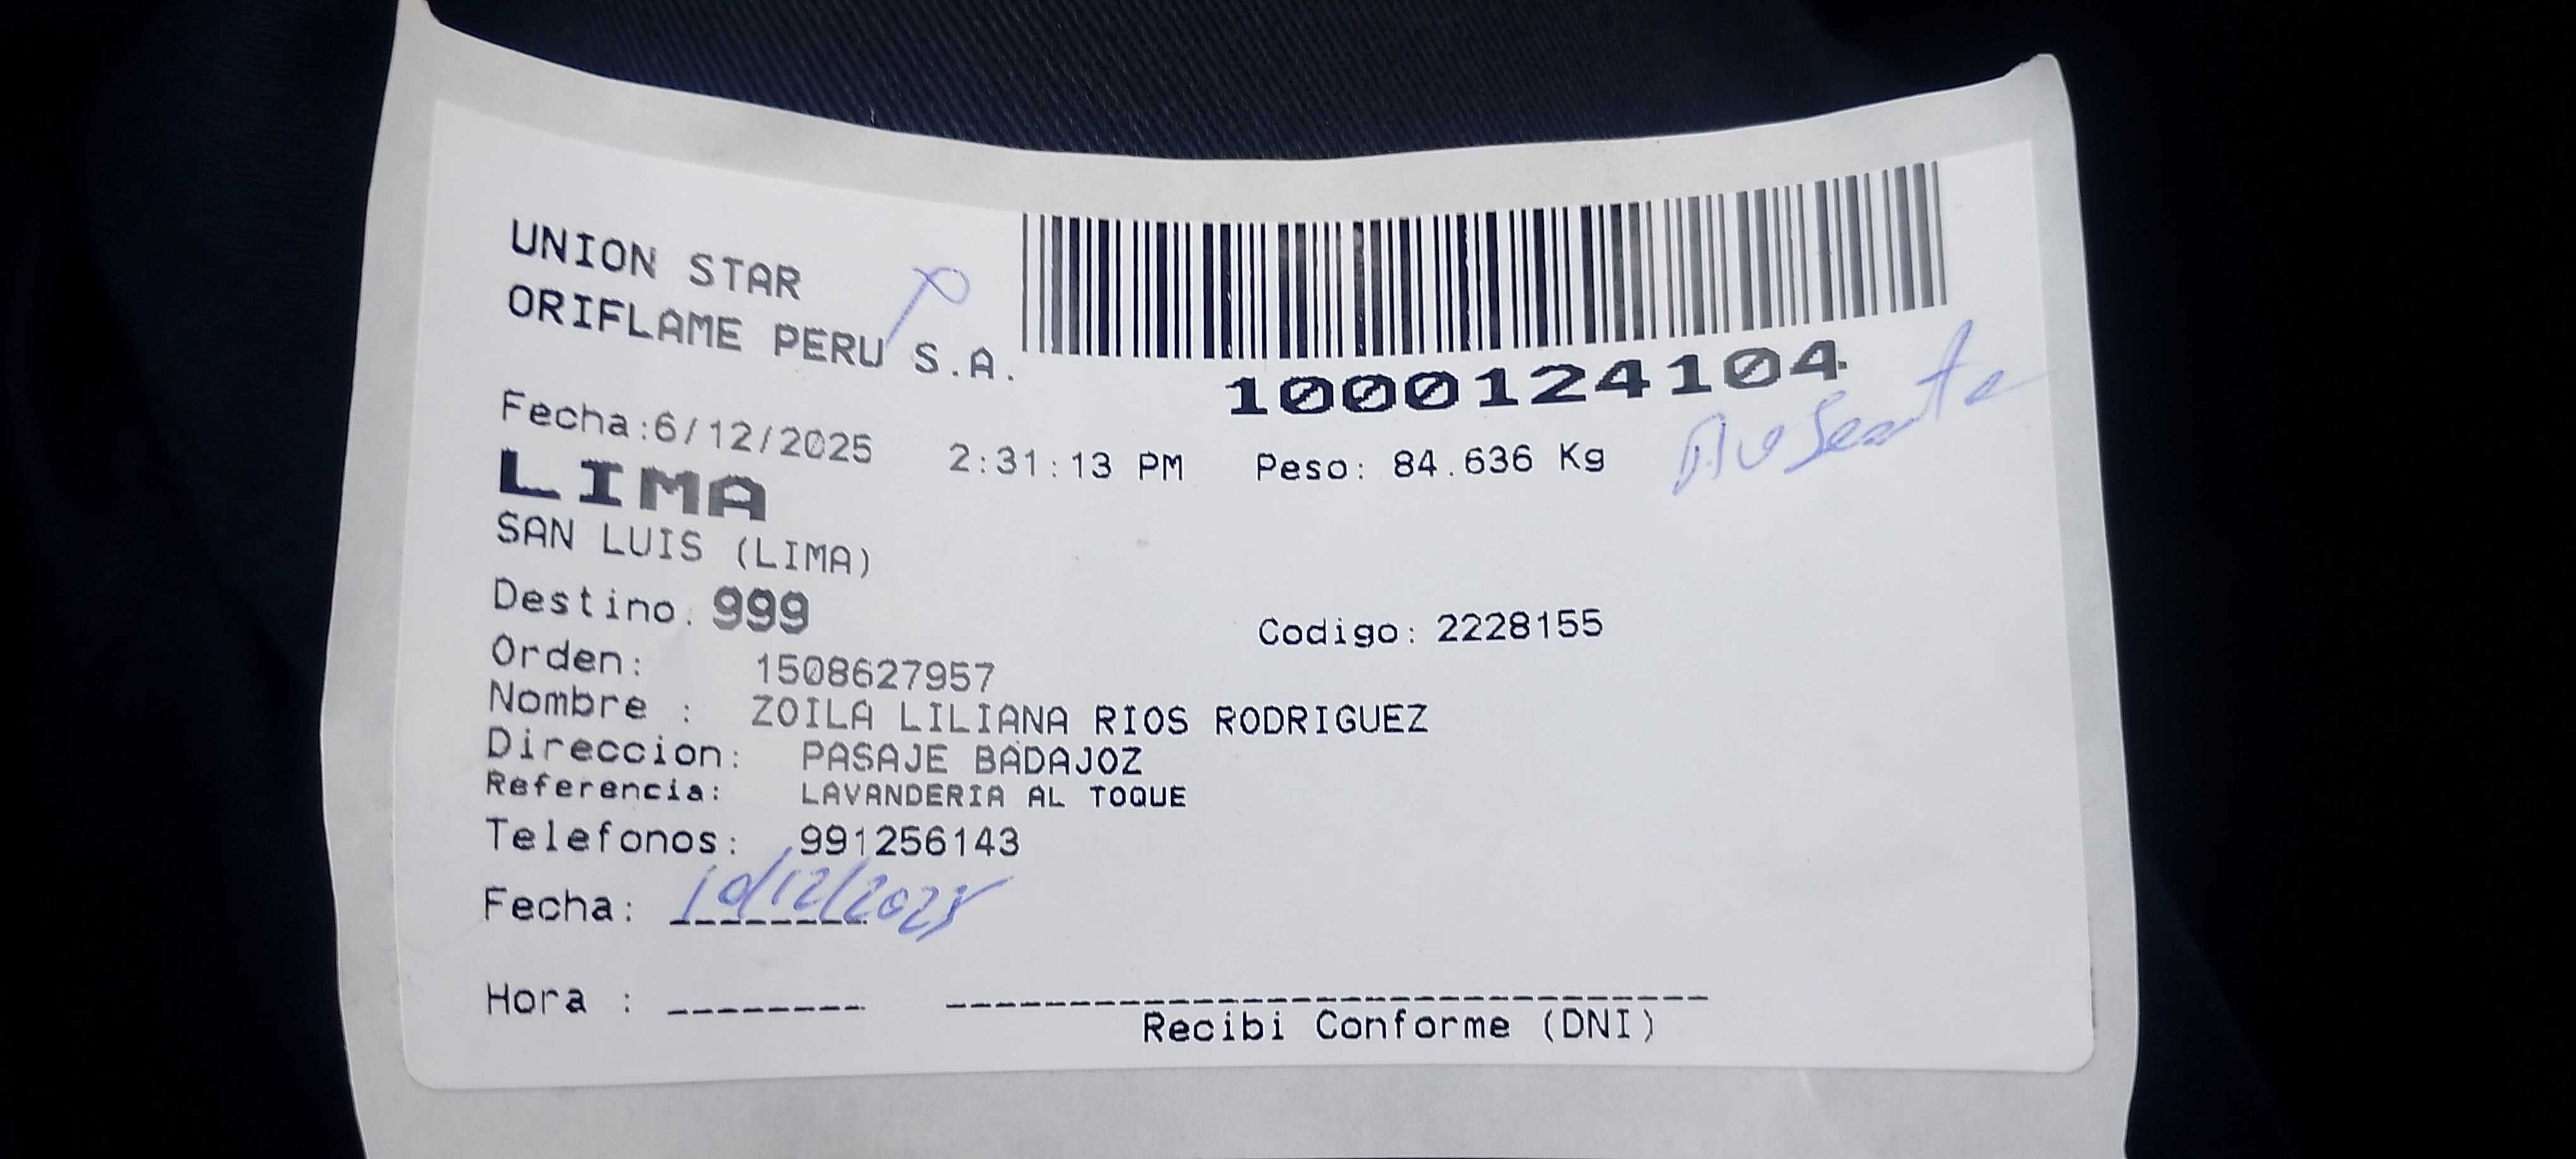 UNION STAR
ORIFLAME PERU S.A.
1000124104
Ausente
Fecha:6/12/2025 2:31:13 PM Peso: 84.636 Kg
LIMA
SAN LUIS (LIMA)
Destino. 999
Codigo: 2228155
Orden: 1508627957
Nombre : ZOILA LILIANA RIOS RODRIGUEZ
Direccion: PASAJE BADAJOZ
Referencia: LAVANDERIA AL TOQUE
Telefonos: 991256143
Fecha: 10/12/2025
Hora : --------
Recibi Conforme (DNI)